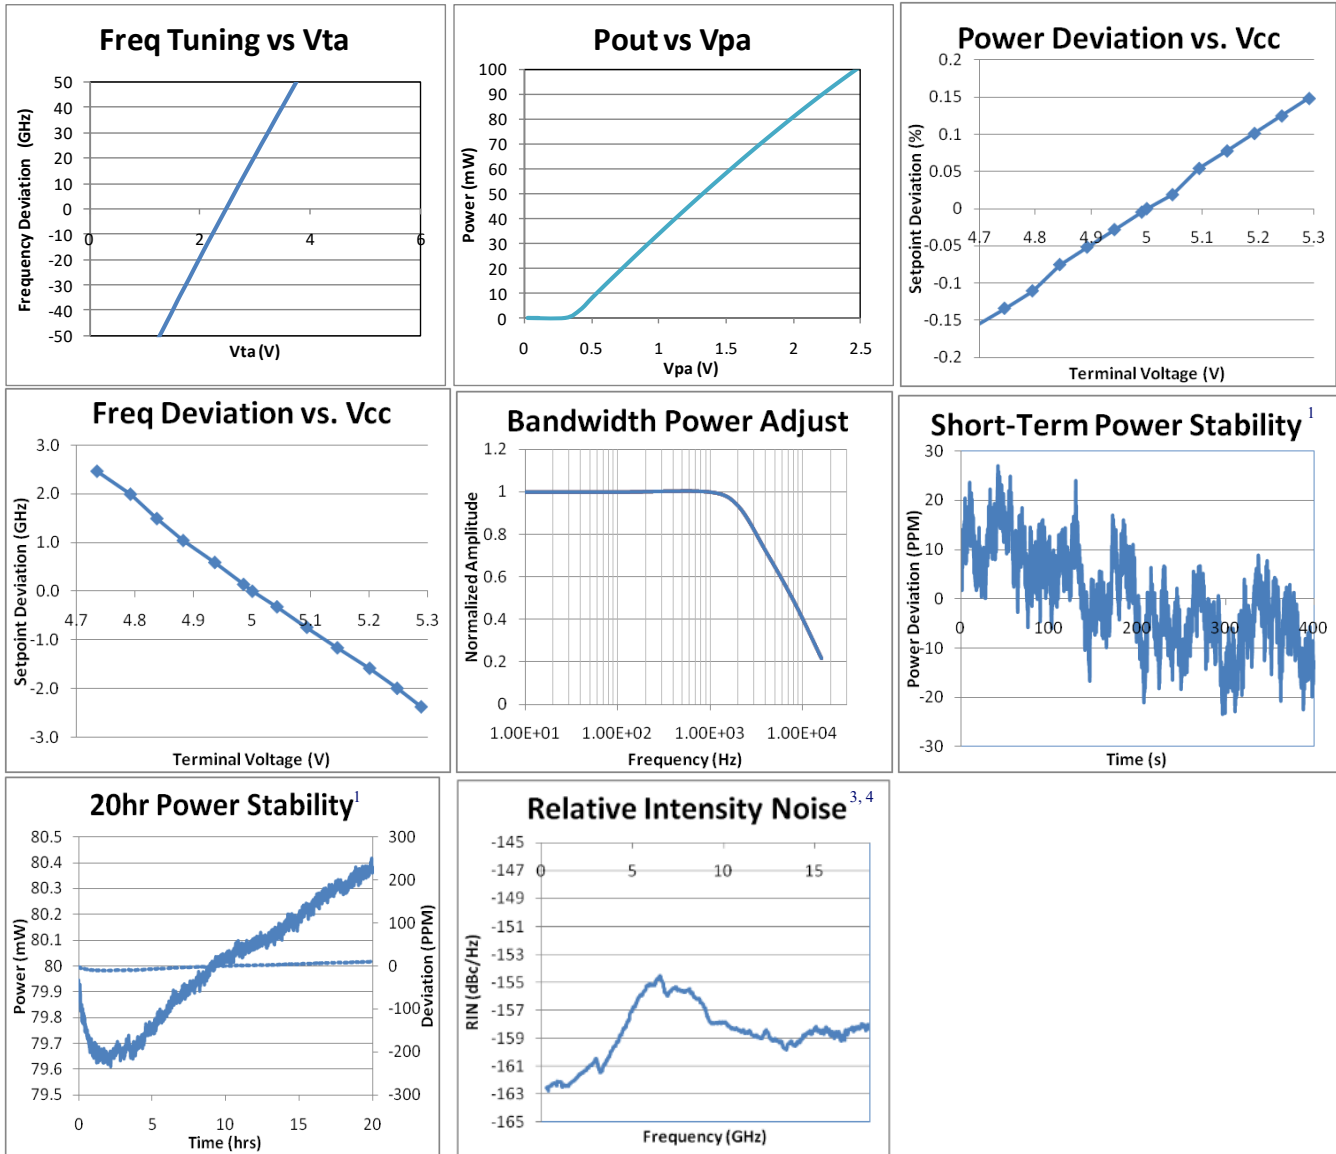 Freq Tuning vs Vta
50
40
30
20
10
0
-10
-20
-30
-40
-50
0 2 4 6
Frequency Deviation (GHz)
Vta (V)
Pout vs Vpa
100
90
80
70
60
50
40
30
20
10
0
0 0.5 1 1.5 2 2.5
Power (mW)
Vpa (V)
Power Deviation vs. Vcc
0.2
0.15
0.1
0.05
0
-0.05
-0.1
-0.15
-0.2
4.7 4.8 4.9 5 5.1 5.2 5.3
Setpoint Deviation (%)
Terminal Voltage (V)
Freq Deviation vs. Vcc
3.0
2.0
1.0
0.0
-1.0
-2.0
-3.0
4.7 4.8 4.9 5 5.1 5.2 5.3
Setpoint Deviation (GHz)
Terminal Voltage (V)
Bandwidth Power Adjust
1.2
1
0.8
0.6
0.4
0.2
0
1.00E+01 1.00E+02 1.00E+03 1.00E+04
Normalized Amplitude
Frequency (Hz)
Short-Term Power Stability 1
30
20
10
0
-10
-20
-30
0 100 200 300 400
Power Deviation (PPM)
Time (s)
20hr Power Stability1
80.5
80.4
80.3
80.2
80.1
80
79.9
79.8
79.7
79.6
79.5
300
200
100
0
-100
-200
-300
0 5 10 15 20
Power (mW)
Deviation (PPM)
Time (hrs)
Relative Intensity Noise 3, 4
-145
-147
-149
-151
-153
-155
-157
-159
-161
-163
-165
0 5 10 15
RIN (dBc/Hz)
Frequency (GHz)